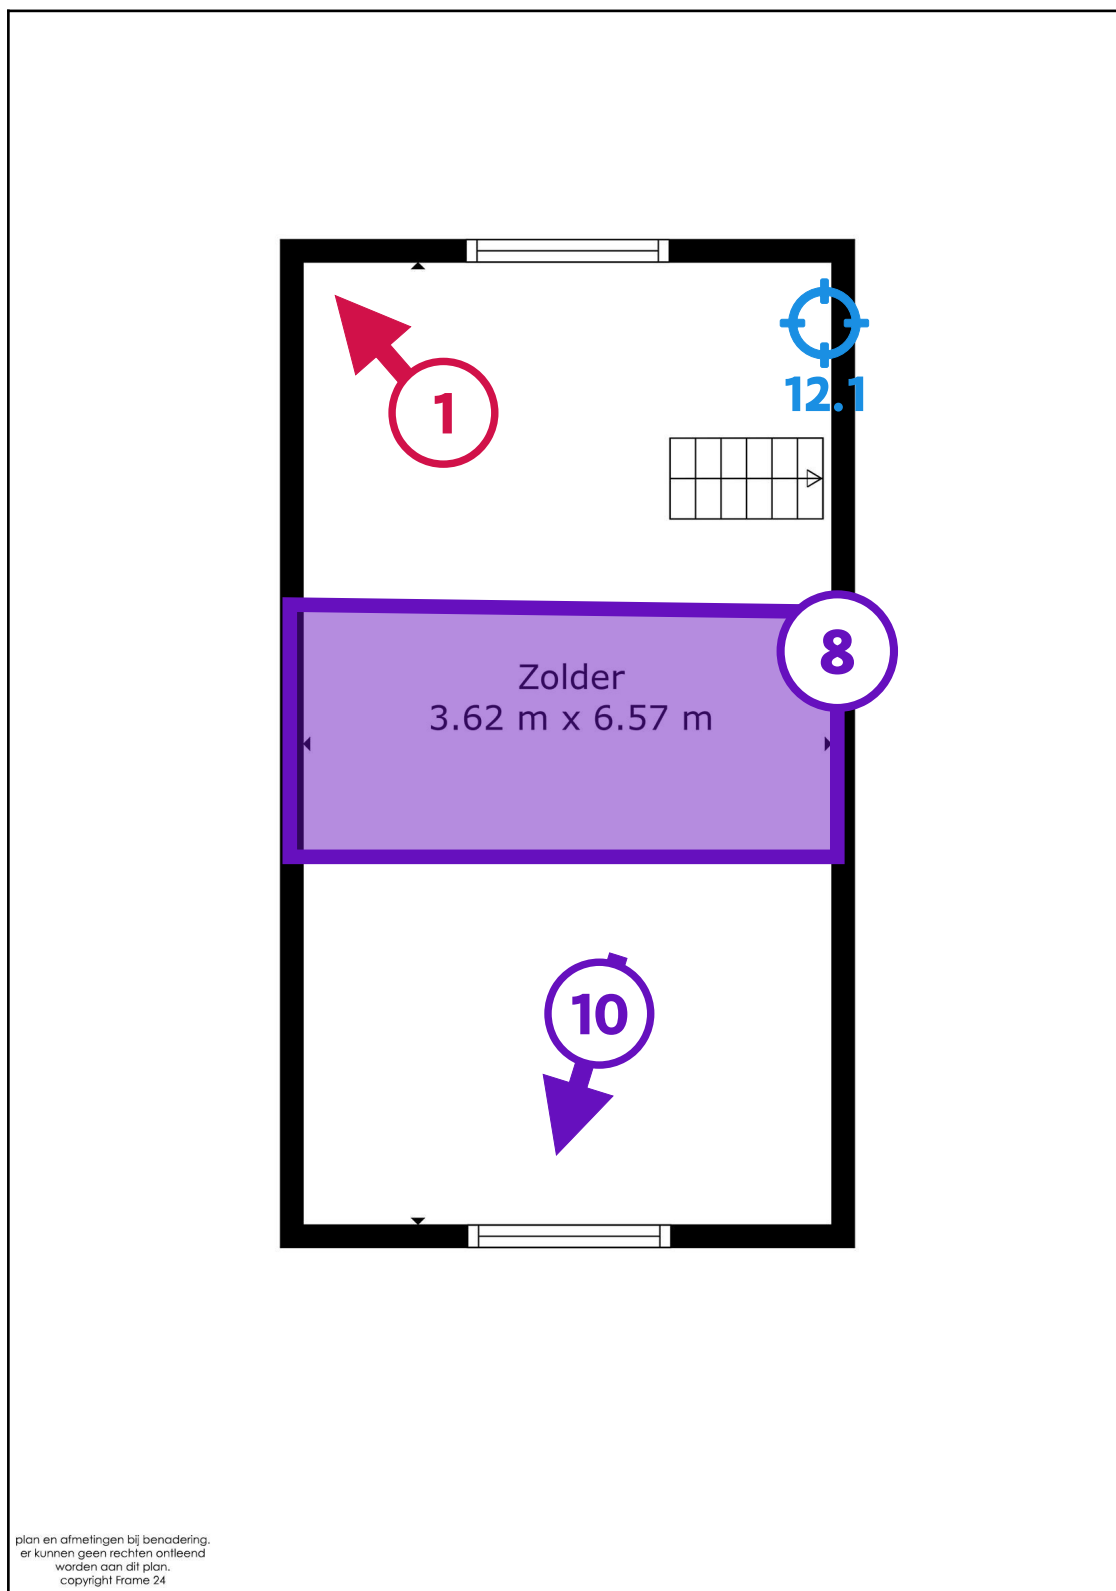 1
12.1
8
Zolder
3.62 m x 6.57 m
10
plan en afmetingen bij benadering.
er kunnen geen rechten ontleend
worden aan dit plan.
copyright Frame 24